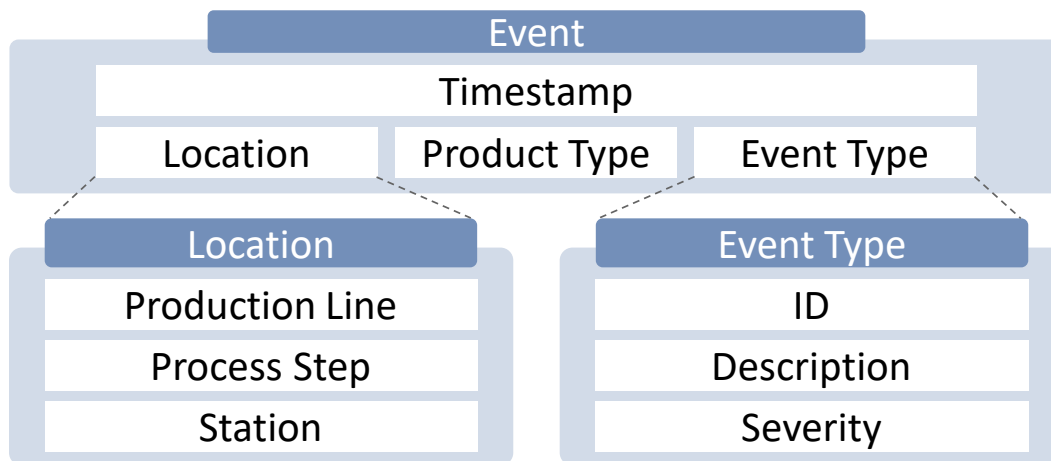 Event
Timestamp
Location Product Type Event Type
Location
Production Line
Process Step
Station
Event Type
ID
Description
Severity